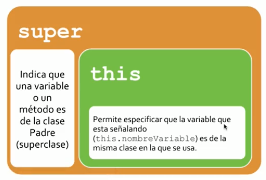 super
Indica que
una variable
o un
método es
de la clase
Padre
(superclase)
this
Permite especificar que la variable que
esta señalando
(this.nombreVariable) es de la
misma clase en la que se usa.